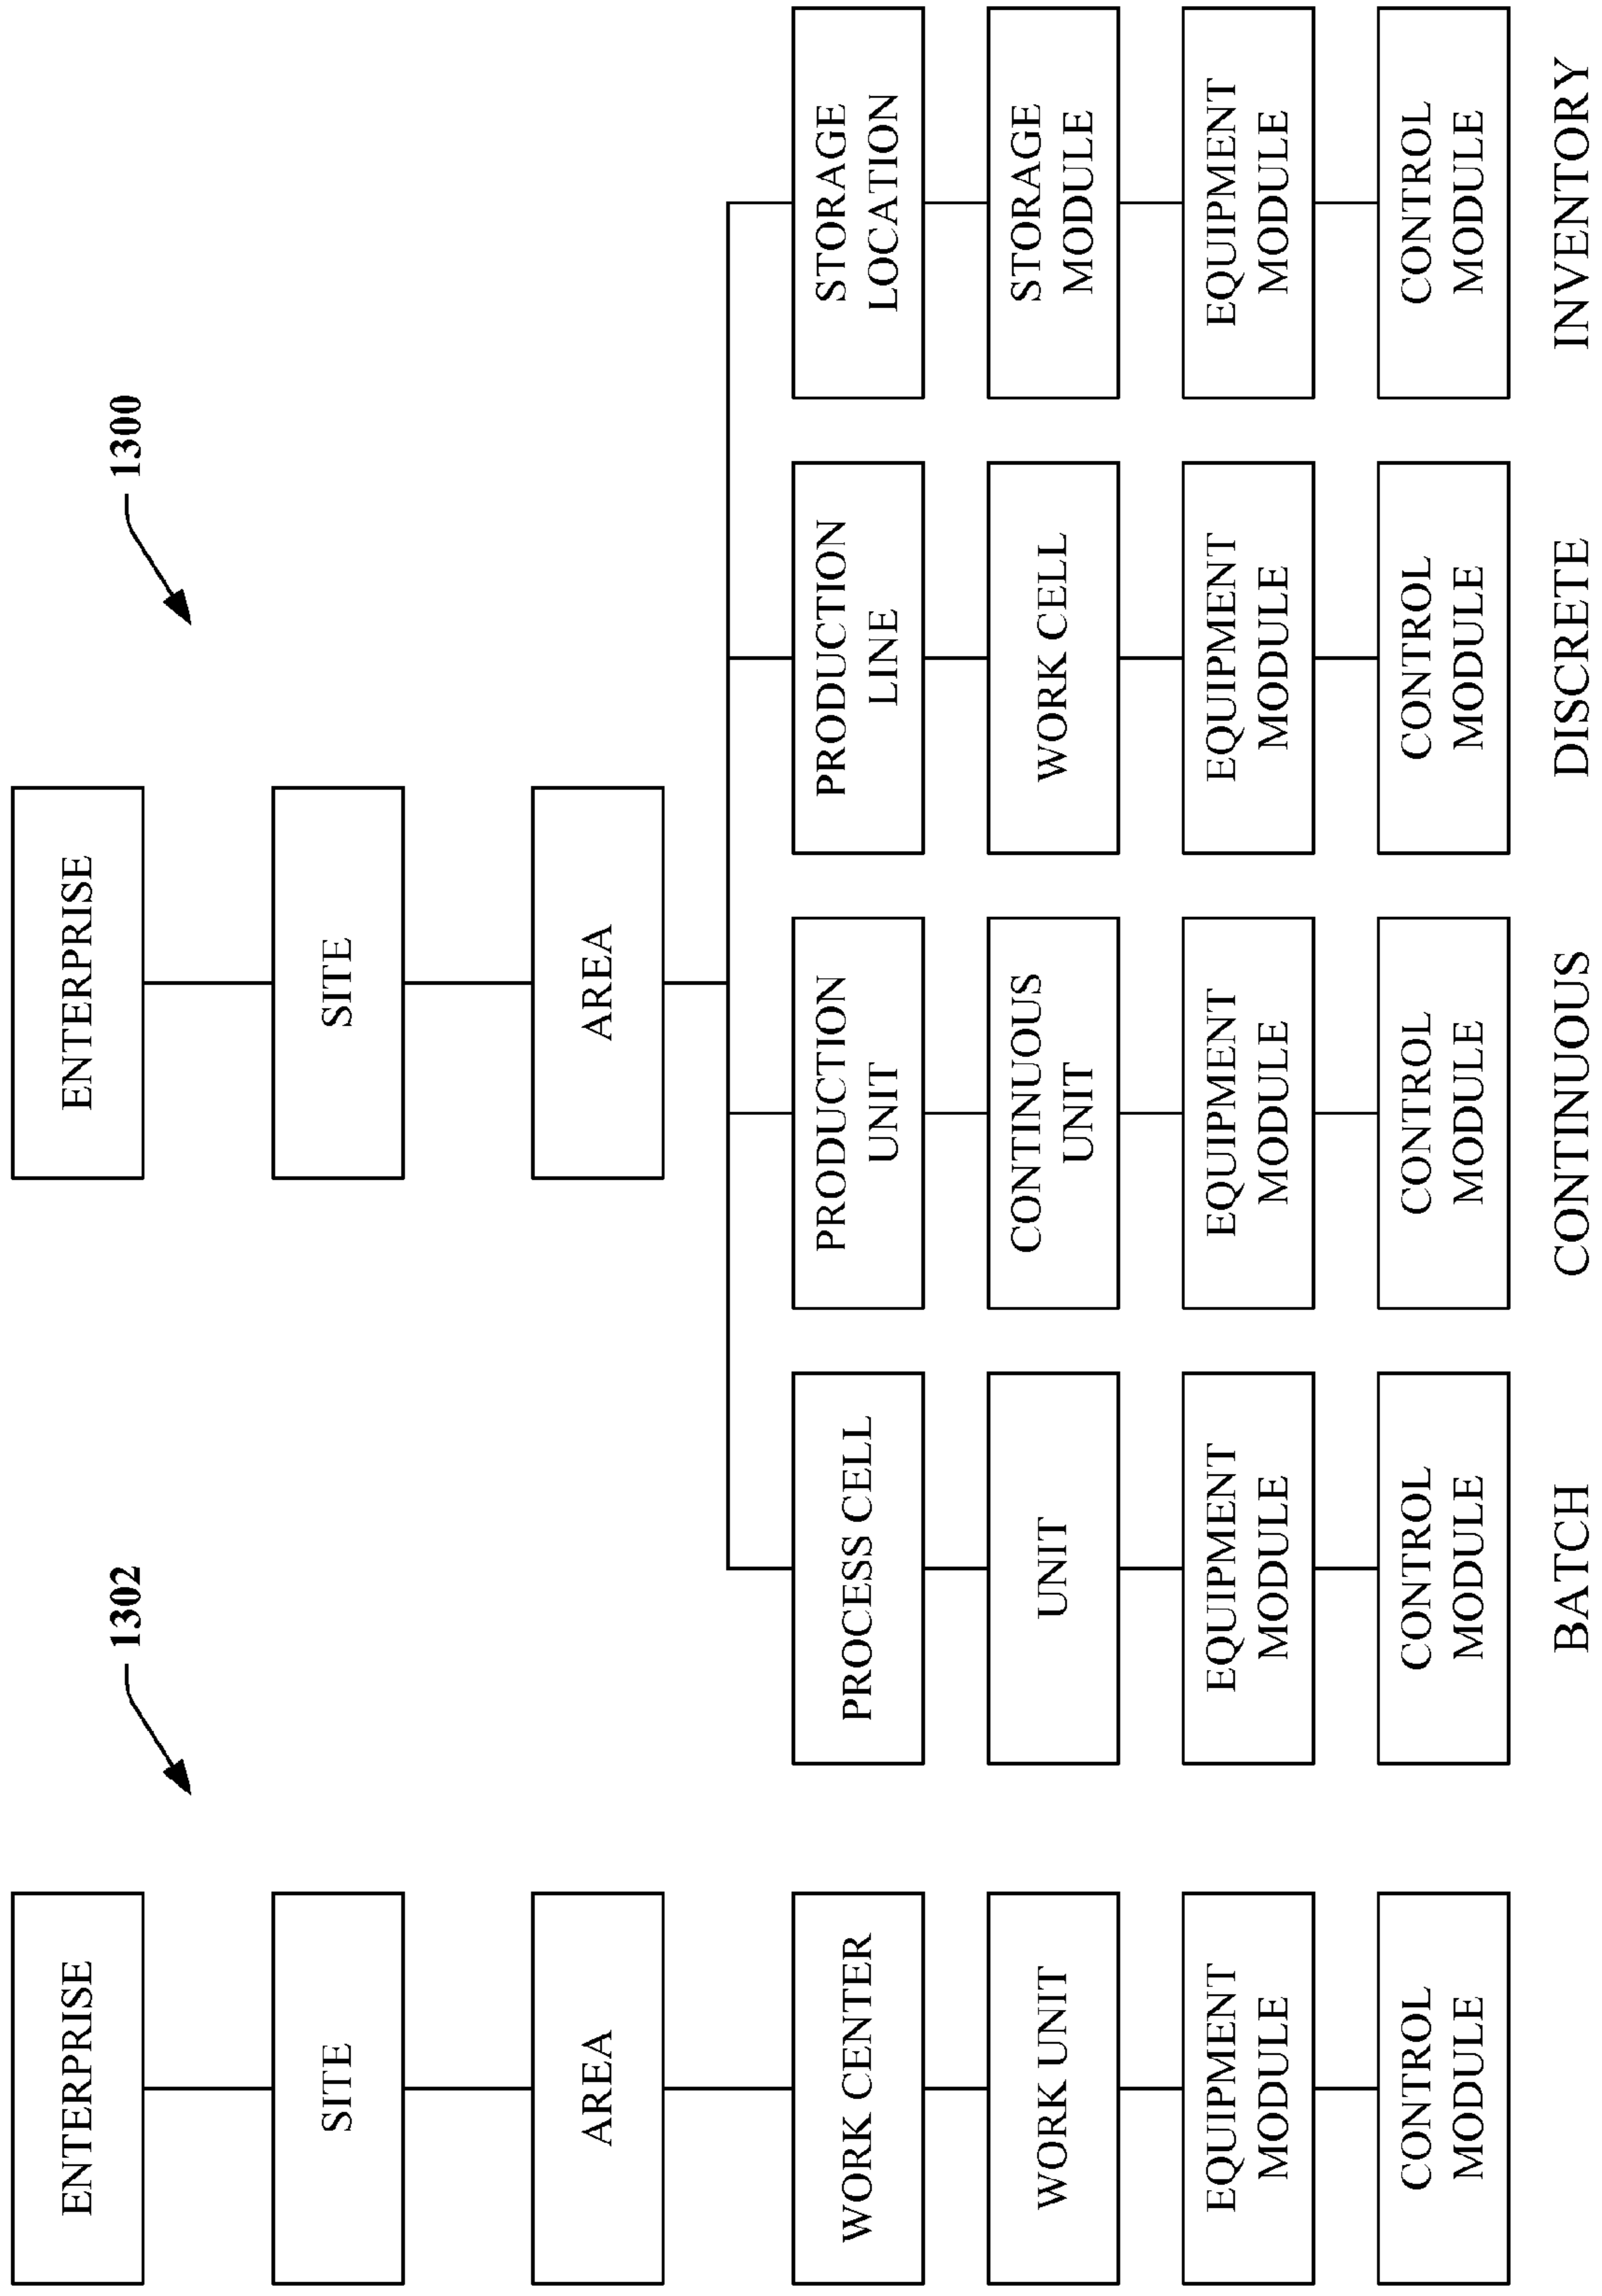 1302
1300
ENTERPRISE
ENTERPRISE
SITE
SITE
AREA
AREA
WORK CENTER
PROCESS CELL
PRODUCTION
UNIT
PRODUCTION
LINE
STORAGE
LOCATION
WORK UNIT
UNIT
CONTINUOUS
UNIT
WORK CELL
STORAGE
MODULE
EQUIPMENT
MODULE
EQUIPMENT
MODULE
EQUIPMENT
MODULE
EQUIPMENT
MODULE
EQUIPMENT
MODULE
CONTROL
MODULE
CONTROL
MODULE
CONTROL
MODULE
CONTROL
MODULE
CONTROL
MODULE
BATCH
CONTINUOUS
DISCRETE
INVENTORY